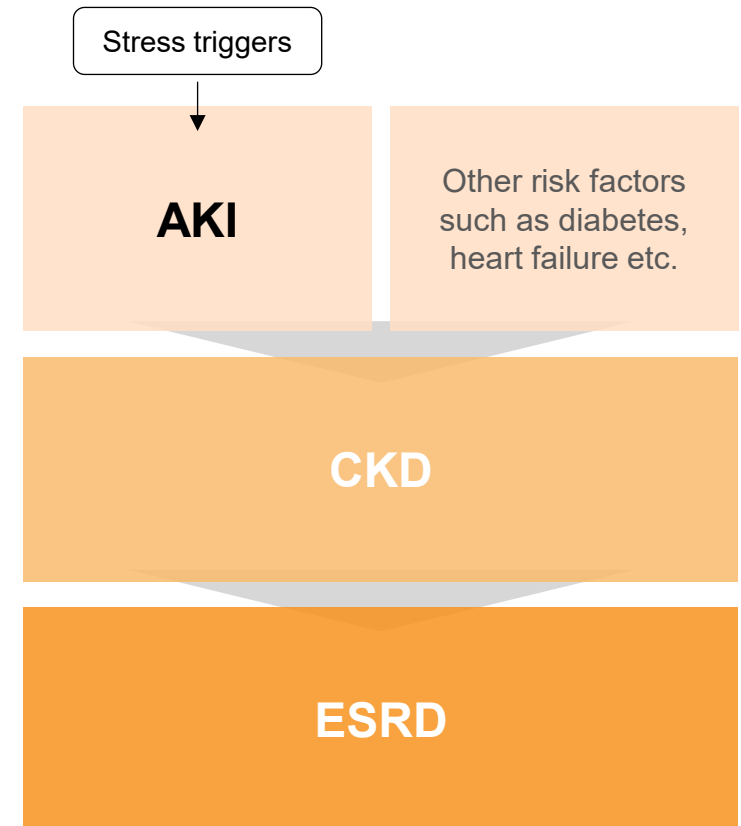 Stress triggers
AKI
Other risk factors
such as diabetes,
heart failure etc.
CKD
ESRD